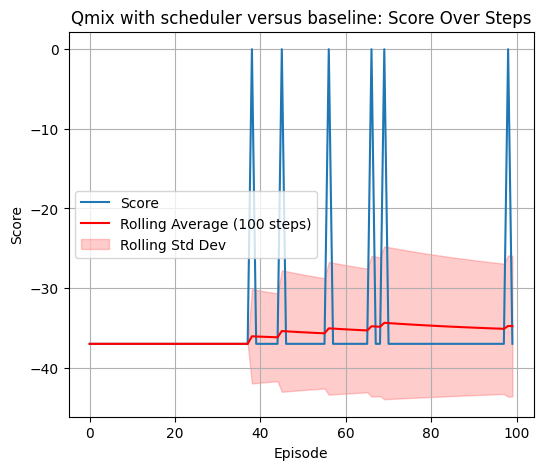 Qmix with scheduler versus baseline: Score Over Steps
0
−10
−20
−30
−40
Score
Score
Rolling Average (100 steps)
Rolling Std Dev
0
20
40
60
80
100
Episode